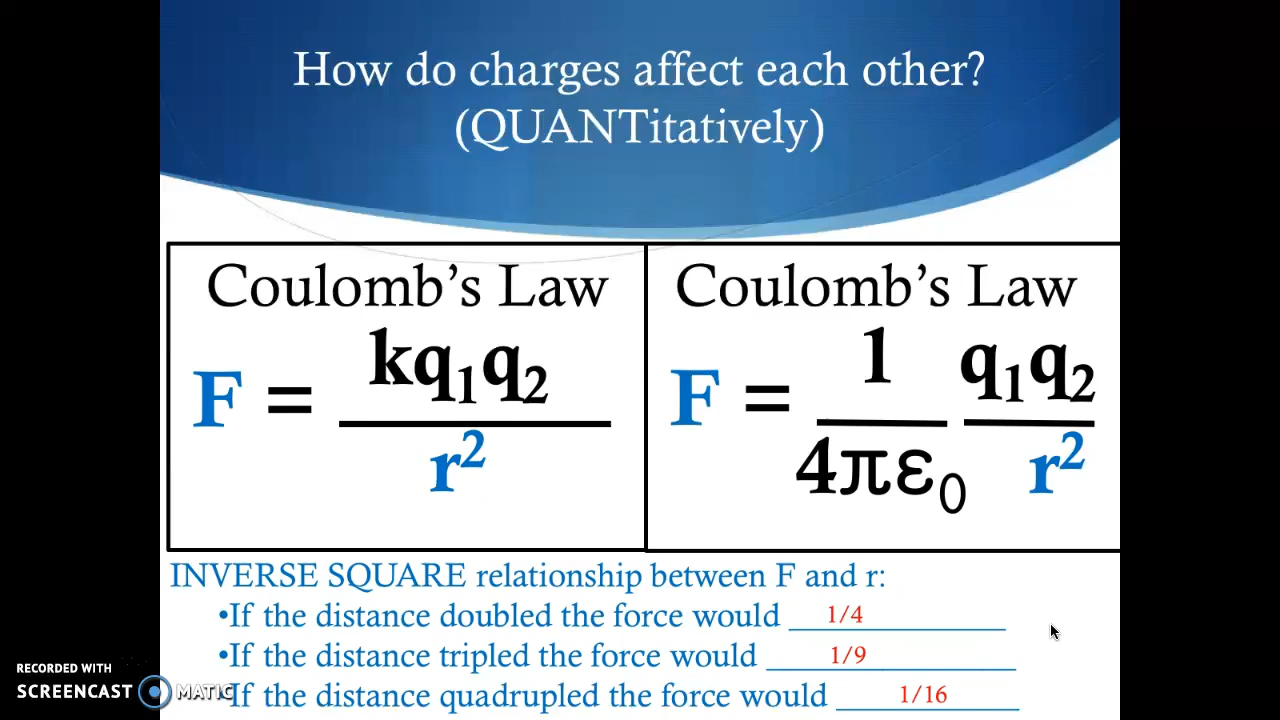 How do charges affect each other?
(QUANTitatively)
Coulomb's Law
F = kq₁q₂
r²
Coulomb's Law
F = 1 q₁q₂
4πε₀ r²
INVERSE SQUARE relationship between F and r:
•If the distance doubled the force would ____1/4____
•If the distance tripled the force would ____1/9____
•If the distance quadrupled the force would ____1/16____
RECORDED WITH
SCREENCAST MATIC